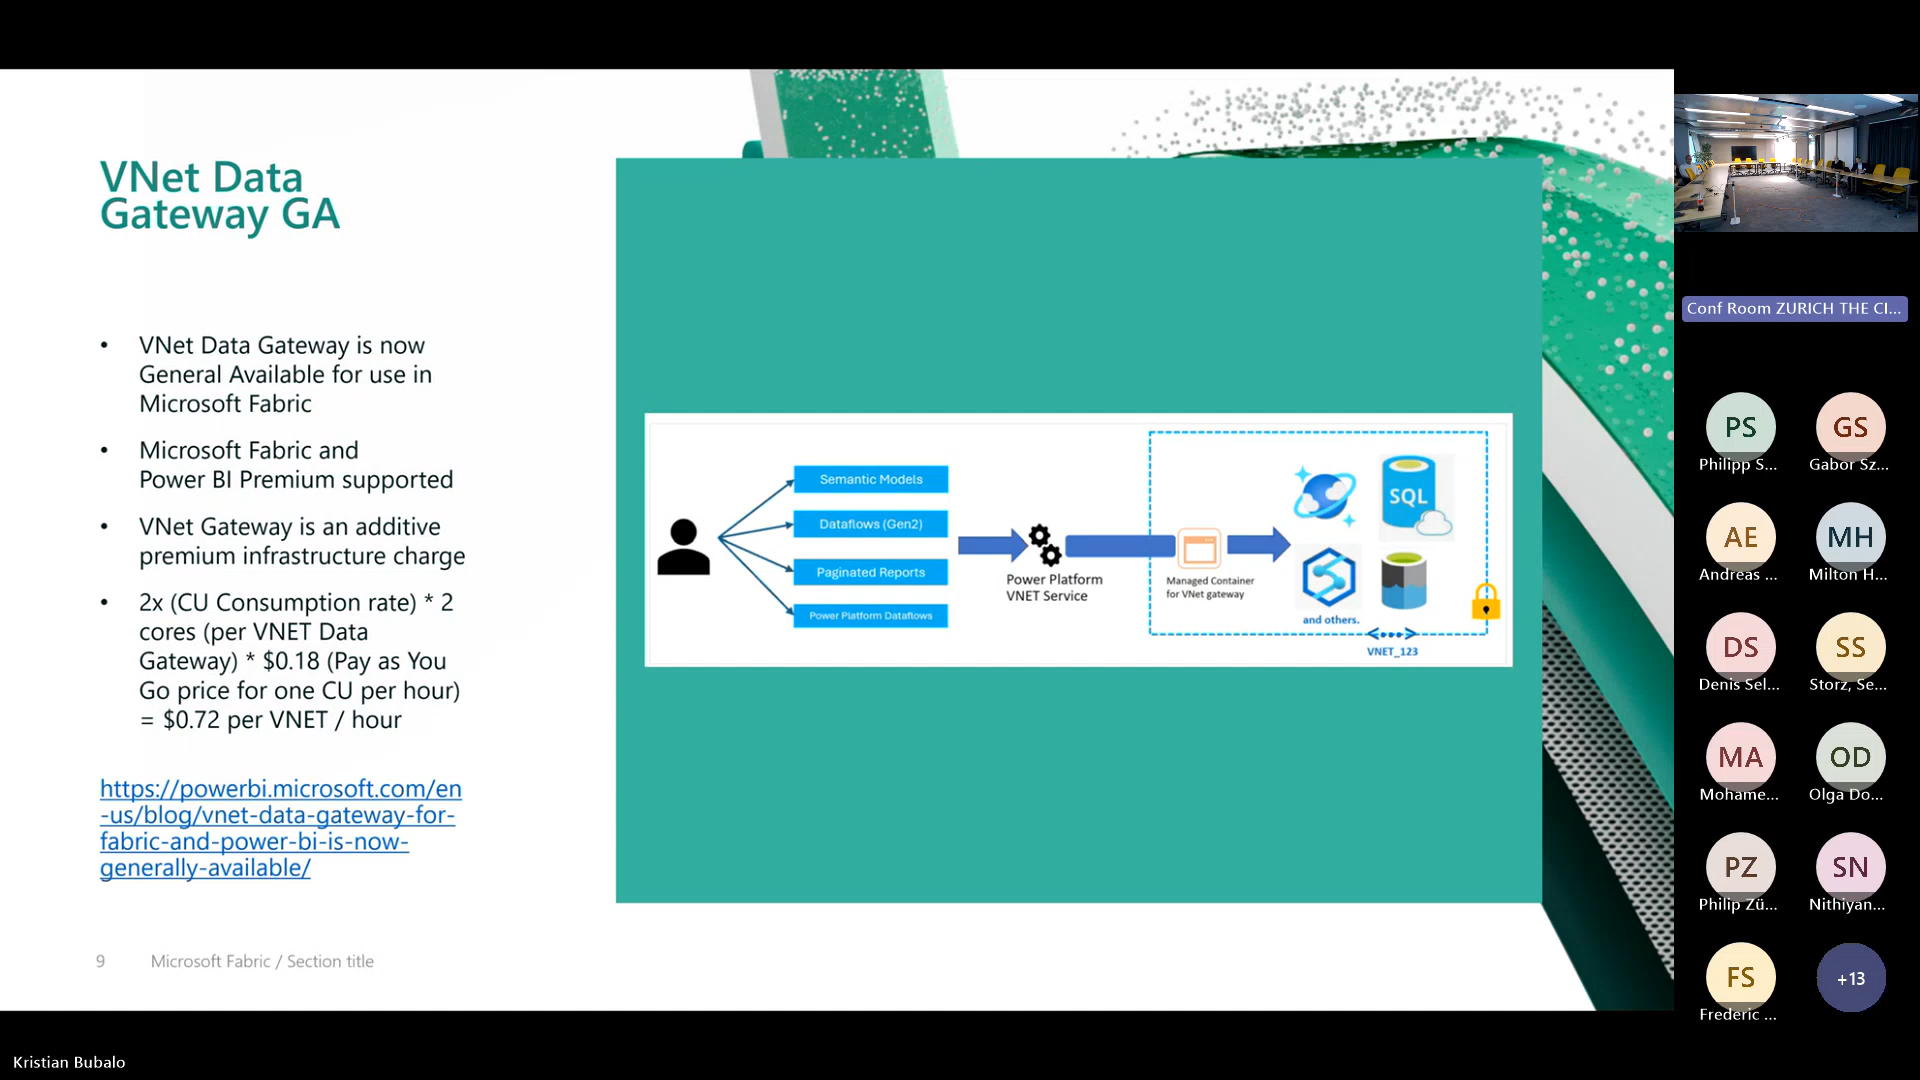 VNet Data
Gateway GA
• VNet Data Gateway is now
General Available for use in
Microsoft Fabric
• Microsoft Fabric and
Power BI Premium supported
• VNet Gateway is an additive
premium infrastructure charge
• 2x (CU Consumption rate) * 2
cores (per VNET Data
Gateway) * $0.18 (Pay as You
Go price for one CU per hour)
= $0.72 per VNET / hour
https://powerbi.microsoft.com/en
-us/blog/vnet-data-gateway-for-
fabric-and-power-bi-is-now-
generally-available/
9 Microsoft Fabric / Section title
Semantic Models
Dataflows (Gen2)
Paginated Reports
Power Platform Dataflows
Power Platform
VNET Service
Managed Container
for VNet gateway
SQL
and others.
VNET_123
Conf Room ZURICH THE CI...
PS
Philipp S...
GS
Gabor Sz...
AE
Andreas ...
MH
Milton H...
DS
Denis Sel...
SS
Storz, Se...
MA
Mohame...
OD
Olga Do...
PZ
Philip Zü...
SN
Nithiyan...
FS
Frederic ...
+13
Kristian Bubalo